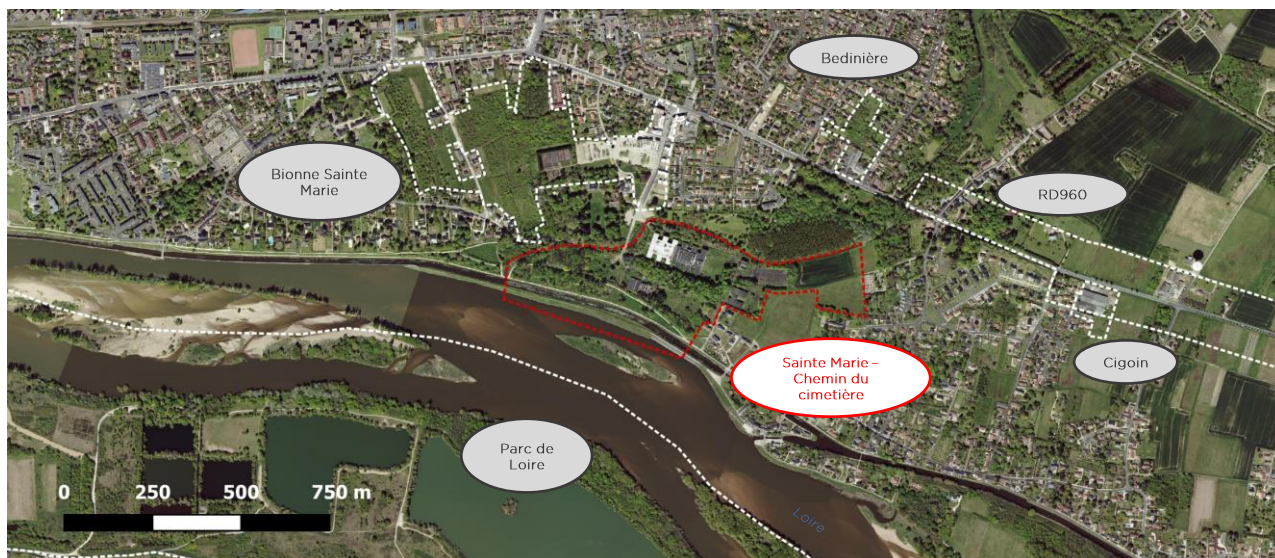 Bedinière
Bionne Sainte
Marie
RD960
Sainte Marie –
Chemin du
cimetière
Cigoin
Parc de
Loire
0 250 500 750 m
Loire